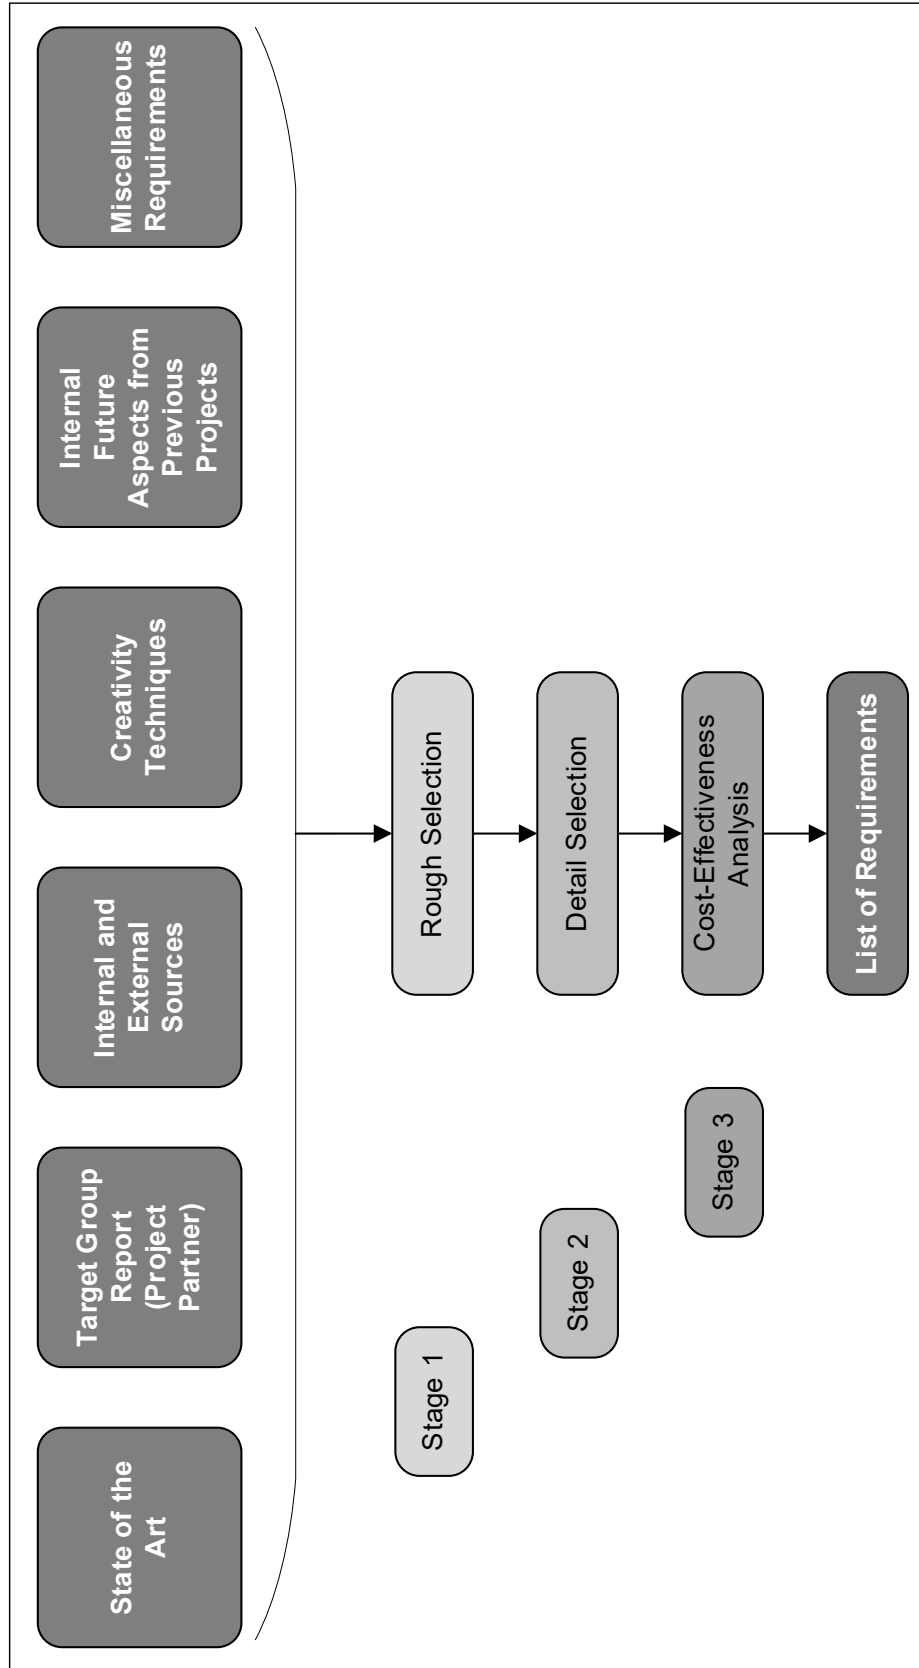 State of the
Art
Target Group
Report
(Project
Partner)
Internal and
External
Sources
Creativity
Techniques
Internal
Future
Aspects from
Previous
Projects
Miscellaneous
Requirements
Stage 1
Rough Selection
Stage 2
Detail Selection
Stage 3
Cost-Effectiveness
Analysis
List of Requirements